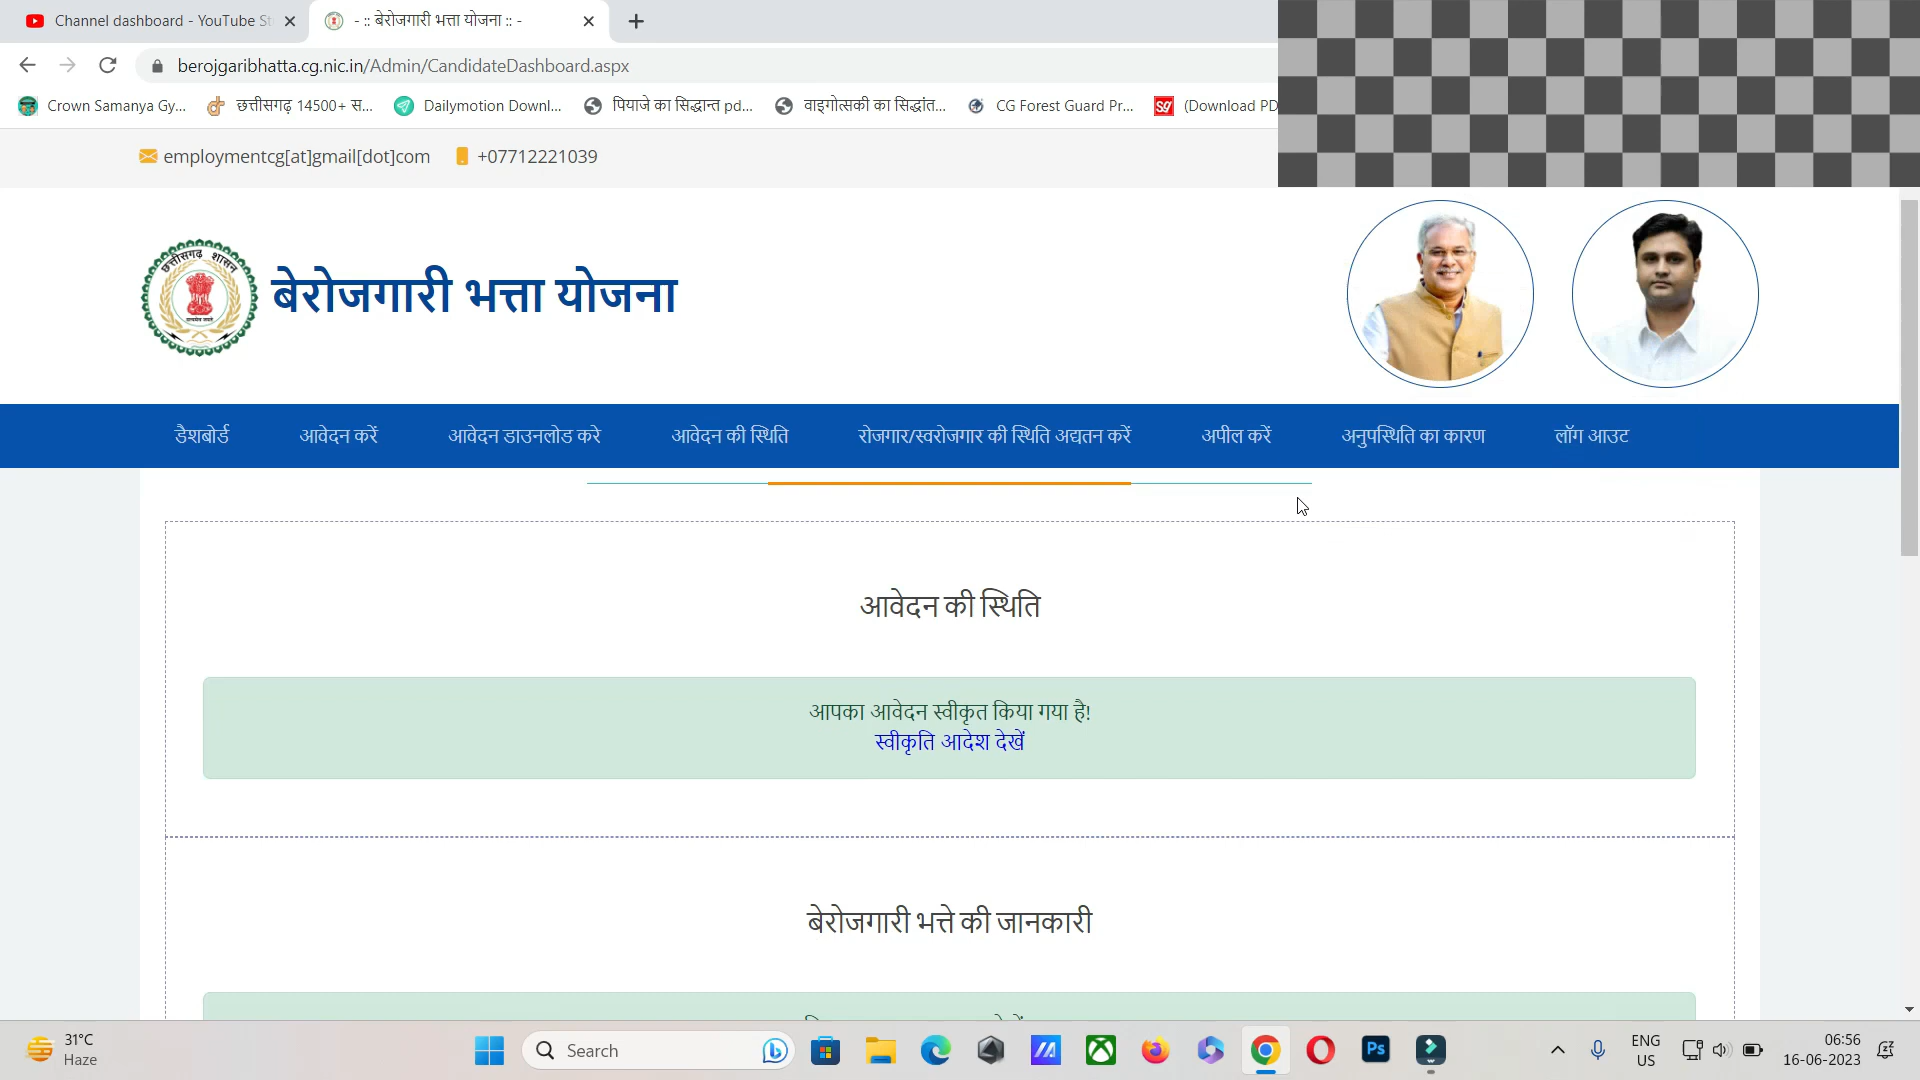 Channel dashboard - YouTube St
- :: बेरोजगारी भत्ता योजना :: -
berojgaribhatta.cg.nic.in/Admin/CandidateDashboard.aspx
Crown Samanya Gy...
छत्तीसगढ़ 14500+ स...
Dailymotion Downl...
पियाजे का सिद्धान्त pd...
वाइगोत्सकी का सिद्धांत...
CG Forest Guard Pr...
(Download PD
employmentcg[at]gmail[dot]com
+07712221039
छत्तीसगढ़ शासन
बेरोजगारी भत्ता योजना
डैशबोर्ड
आवेदन करें
आवेदन डाउनलोड करे
आवेदन की स्थिति
रोजगार/स्वरोजगार की स्थिति अद्यतन करें
अपील करें
अनुपस्थिति का कारण
लॉग आउट
आवेदन की स्थिति
आपका आवेदन स्वीकृत किया गया है!
स्वीकृति आदेश देखें
बेरोजगारी भत्ते की जानकारी
31°C
Haze
Search
Ps
ENG
US
06:56
16-06-2023